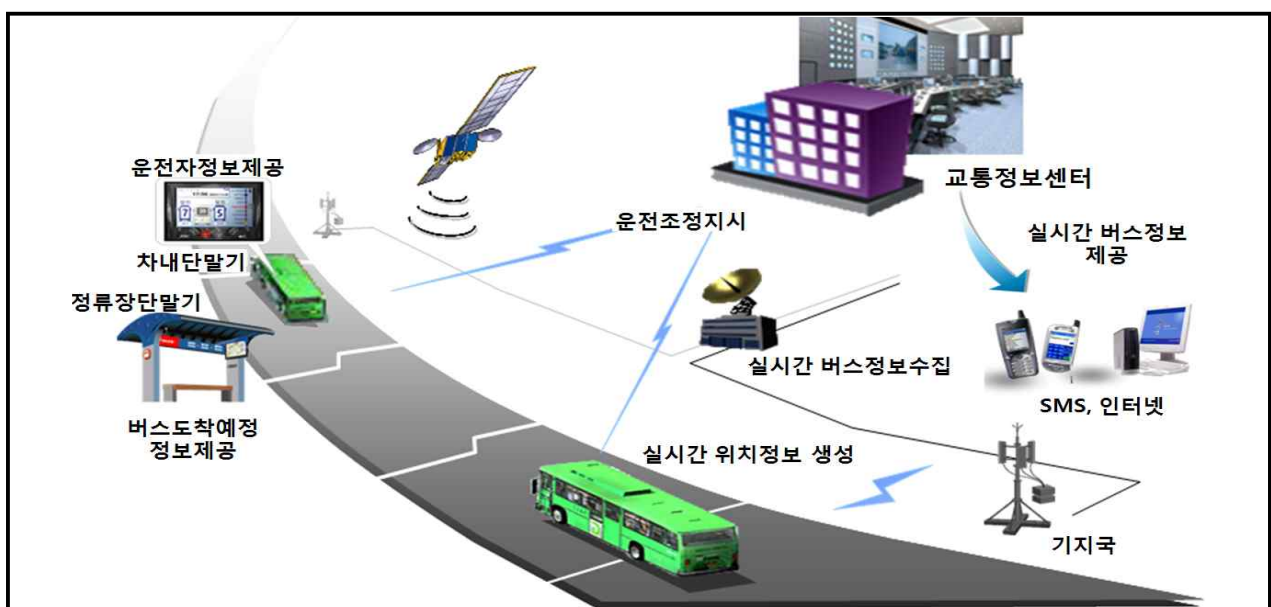 운전자정보제공
차내단말기
정류장단말기
버스도착예정
정보제공
운전조정지시
교통정보센터
실시간 버스정보
제공
실시간 버스정보수집
SMS, 인터넷
실시간 위치정보 생성
기지국